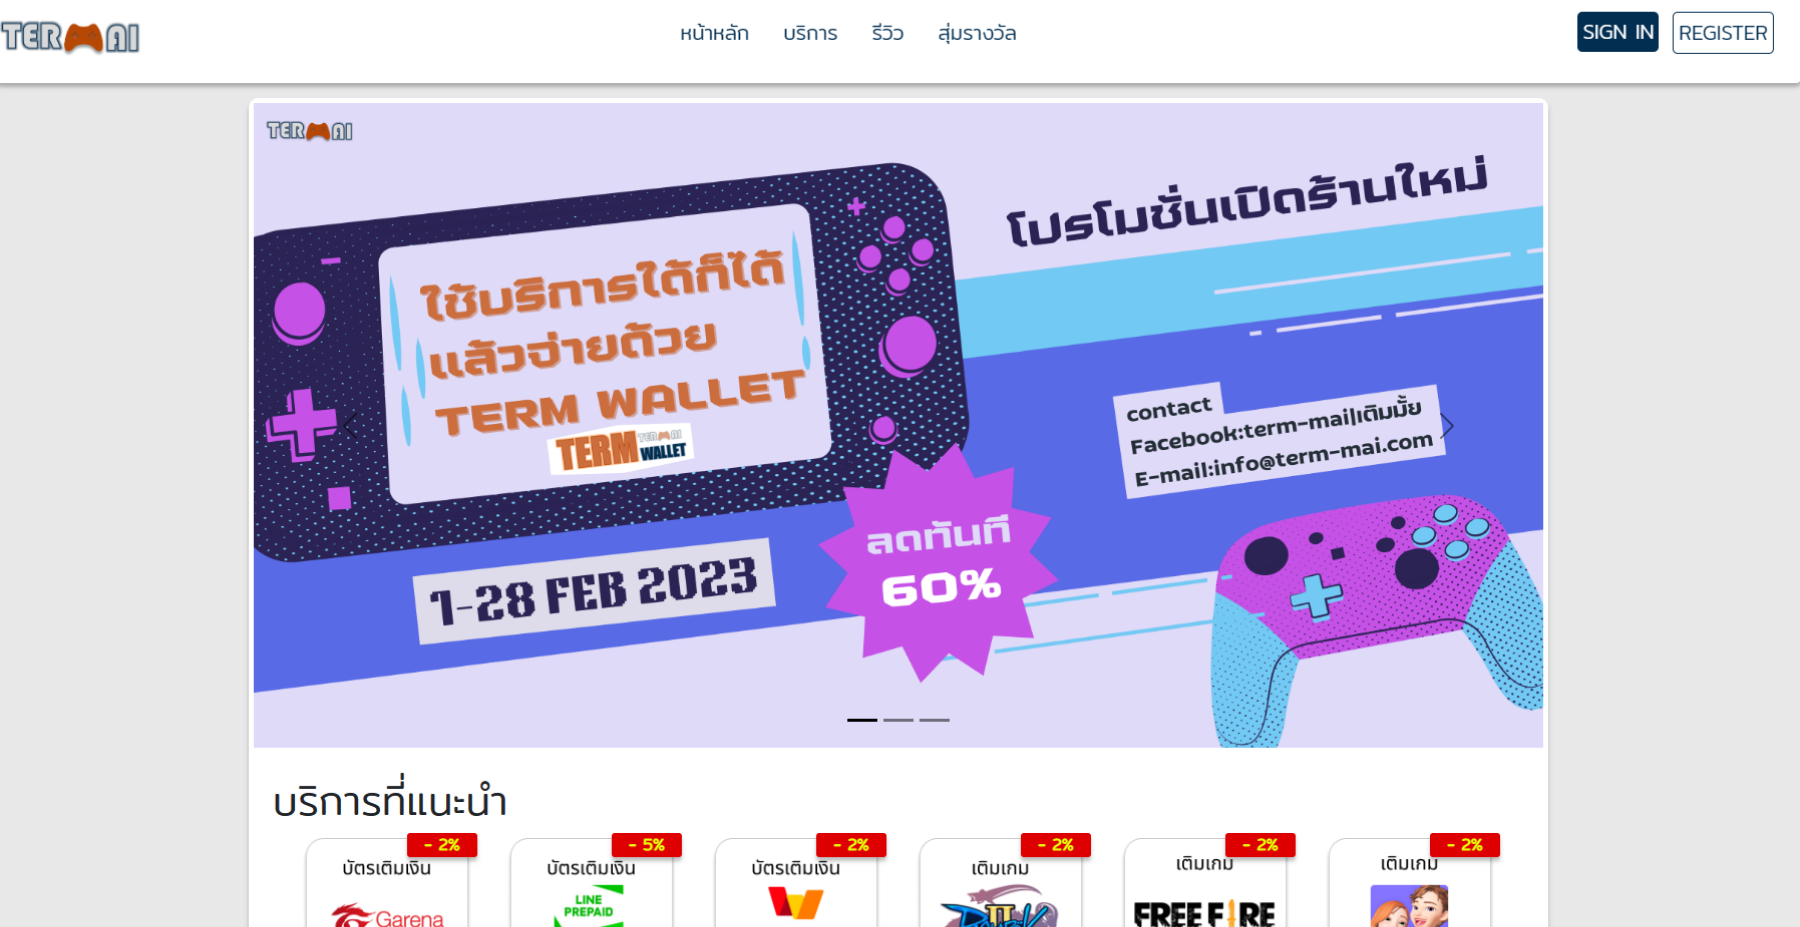 TERMAI
หน้าหลัก บริการ รีวิว สุ่มรางวัล
SIGN IN REGISTER
TERMAI
โปรโมชั่นเปิดร้านใหม่
ใช้บริการใด้ก็ได้
แล้วจ่ายด้วย
TERM WALLET
TERM TERMAI
WALLET
contact
Facebook:term-mai|เติมมั้ย
E-mail:info@term-mai.com
ลดทันที
60%
1-28 FEB 2023
บริการที่แนะนำ
- 2% - 5% - 2% - 2% - 2% - 2%
บัตรเติมเงิน บัตรเติมเงิน บัตรเติมเงิน เติมเกม เติมเกม เติมเกม
Garena
LINE
PREPAID
FREE FIRE